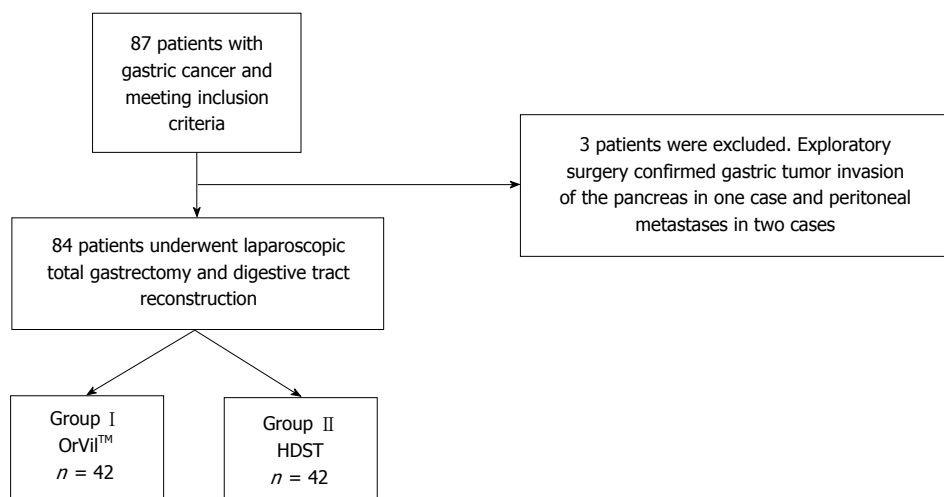 87 patients with
gastric cancer and
meeting inclusion
criteria
3 patients were excluded. Exploratory
surgery confirmed gastric tumor invasion
of the pancreas in one case and peritoneal
metastases in two cases
84 patients underwent laparoscopic
total gastrectomy and digestive tract
reconstruction
Group Ⅰ
OrVil™
n = 42
Group Ⅱ
HDST
n = 42